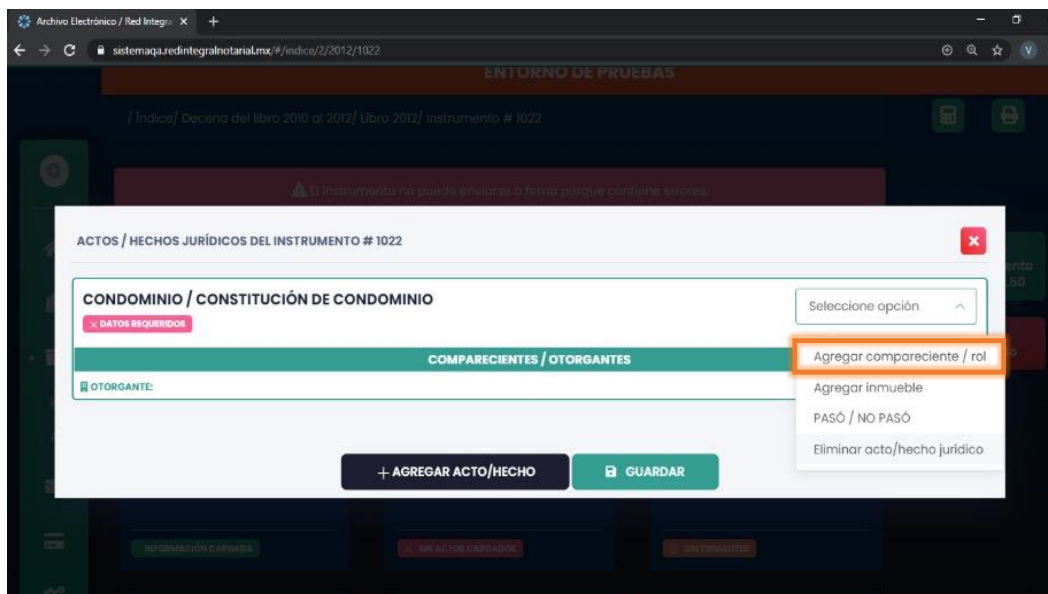 Archivo Electrónico / Red Integra
sistemaqa.redintegralnotarial.mx/#/indice/2/2012/1022
V
ENTORNO DE PRUEBAS
/ Índice/ Decena del libro 2010 al 2012/ Libro 2012/ Instrumento # 1022
El instrumento no puede enviarse a firma porque contiene errores.
ACTOS / HECHOS JURÍDICOS DEL INSTRUMENTO # 1022
ento
.50
CONDOMINIO / CONSTITUCIÓN DE CONDOMINIO
Seleccione opción
DATOS REQUERIDOS
COMPARECIENTES / OTORGANTES
Agregar compareciente / rol
OTORGANTE:
Agregar inmueble
PASÓ / NO PASÓ
Eliminar acto/hecho jurídico
+ AGREGAR ACTO/HECHO
GUARDAR
INFORMACIÓN CARGADA
SIN ACTOS CARGADOS
SIN FIRMANTES